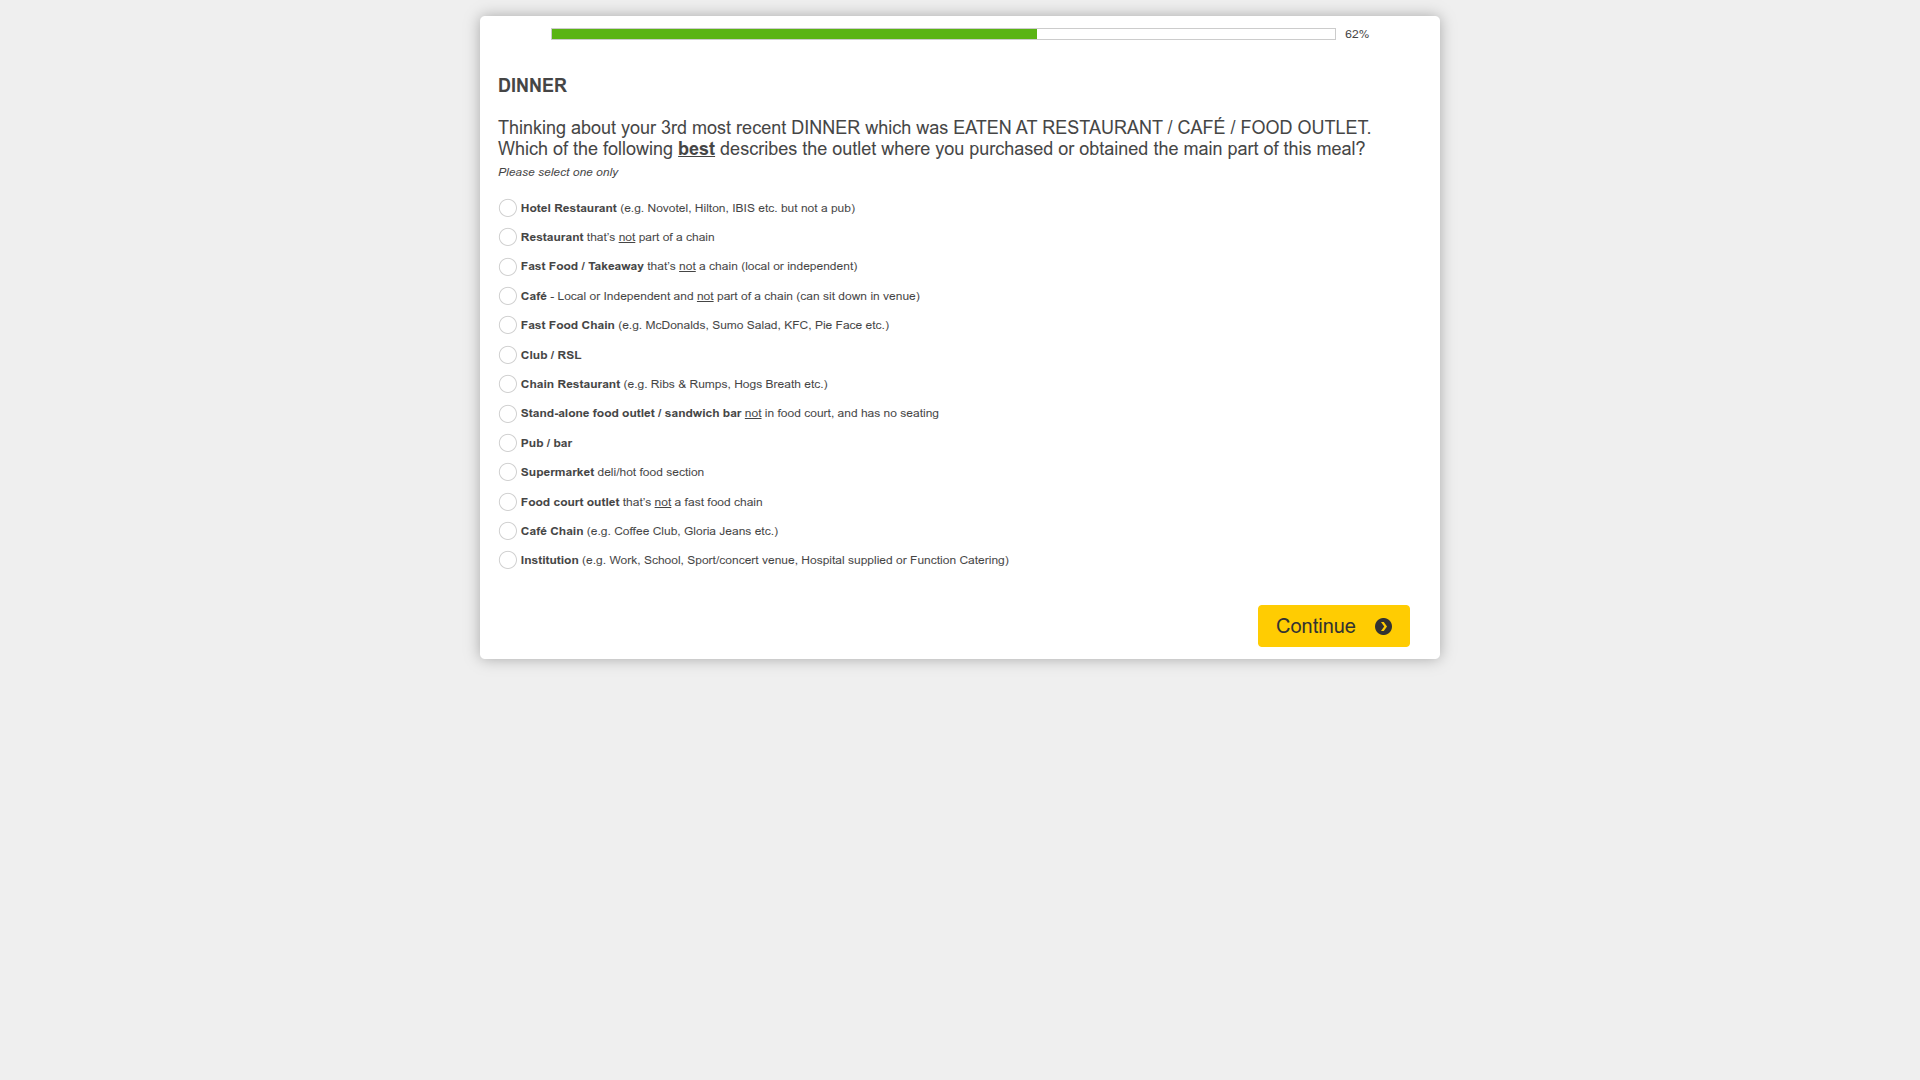 62%
DINNER
Thinking about your 3rd most recent DINNER which was EATEN AT RESTAURANT / CAFÉ / FOOD OUTLET.
Which of the following best describes the outlet where you purchased or obtained the main part of this meal?
Please select one only
Hotel Restaurant (e.g. Novotel, Hilton, IBIS etc. but not a pub)
Restaurant that's not part of a chain
Fast Food / Takeaway that's not a chain (local or independent)
Café - Local or Independent and not part of a chain (can sit down in venue)
Fast Food Chain (e.g. McDonalds, Sumo Salad, KFC, Pie Face etc.)
Club / RSL
Chain Restaurant (e.g. Ribs & Rumps, Hogs Breath etc.)
Stand-alone food outlet / sandwich bar not in food court, and has no seating
Pub / bar
Supermarket deli/hot food section
Food court outlet that's not a fast food chain
Café Chain (e.g. Coffee Club, Gloria Jeans etc.)
Institution (e.g. Work, School, Sport/concert venue, Hospital supplied or Function Catering)
Continue